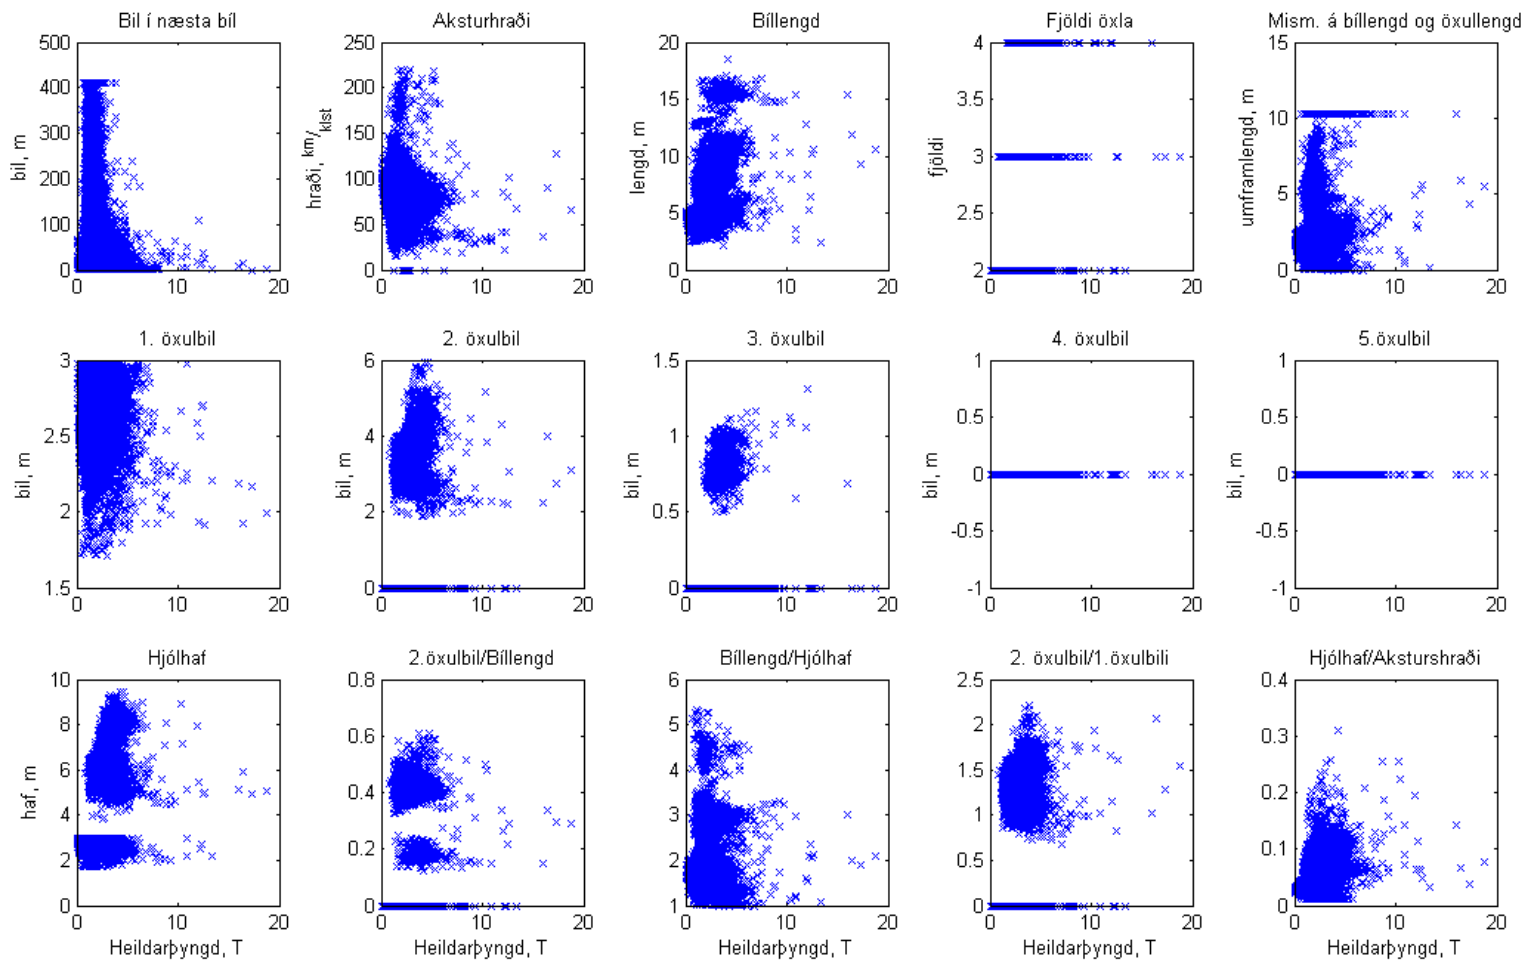 Bil í næsta bíl
Aksturhraði
Bíllengd
Fjöldi öxla
Mism. á bíllengd og öxullengd
500
400
300
200
100
0
bil, m
0 10 20
250
200
150
100
50
0
hraði, km/klst
0 10 20
20
15
10
5
0
lengd, m
0 10 20
4
3.5
3
2.5
2
fjöldi
0 10 20
15
10
5
0
umframlengd, m
0 10 20
1. öxulbil
2. öxulbil
3. öxulbil
4. öxulbil
5.öxulbil
3
2.5
2
1.5
bil, m
0 10 20
6
4
2
0
bil, m
0 10 20
1.5
1
0.5
0
bil, m
0 10 20
1
0.5
0
-0.5
-1
bil, m
0 10 20
1
0.5
0
-0.5
-1
bil, m
0 10 20
Hjólhaf
2.öxulbil/Bíllengd
Bíllengd/Hjólhaf
2. öxulbil/1.öxulbili
Hjólhaf/Aksturshraði
10
8
6
4
2
0
haf, m
0 10 20
Heildarþyngd, T
0.8
0.6
0.4
0.2
0
0 10 20
Heildarþyngd, T
6
5
4
3
2
1
0 10 20
Heildarþyngd, T
2.5
2
1.5
1
0.5
0
0 10 20
Heildarþyngd, T
0.4
0.3
0.2
0.1
0
0 10 20
Heildarþyngd, T